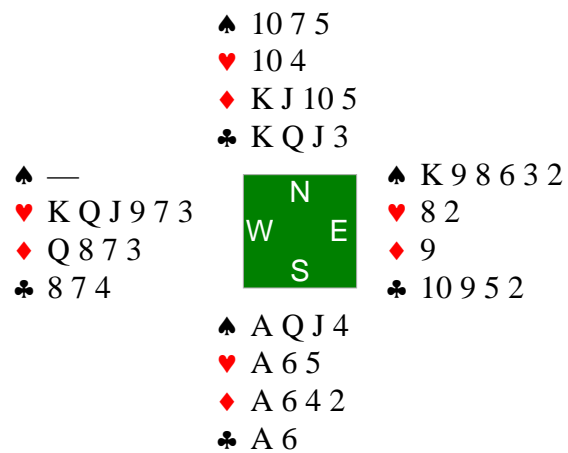 ♠ 10 7 5
♥ 10 4
♦ K J 10 5
♣ K Q J 3
♠ —
♥ K Q J 9 7 3
♦ Q 8 7 3
♣ 8 7 4
N
W E
S
♠ K 9 8 6 3 2
♥ 8 2
♦ 9
♣ 10 9 5 2
♠ A Q J 4
♥ A 6 5
♦ A 6 4 2
♣ A 6